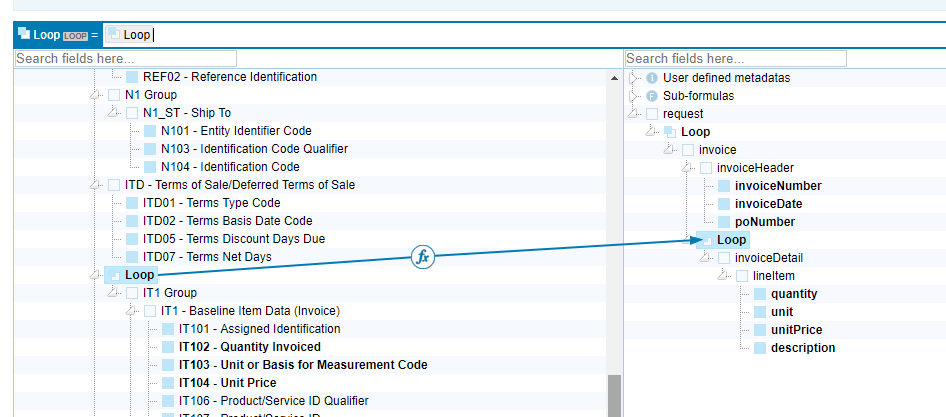 Loop LOOP = Loop
Search fields here...
REF02 - Reference Identification
N1 Group
N1_ST - Ship To
N101 - Entity Identifier Code
N103 - Identification Code Qualifier
N104 - Identification Code
ITD - Terms of Sale/Deferred Terms of Sale
ITD01 - Terms Type Code
ITD02 - Terms Basis Date Code
ITD05 - Terms Discount Days Due
ITD07 - Terms Net Days
Loop
IT1 Group
IT1 - Baseline Item Data (Invoice)
IT101 - Assigned Identification
IT102 - Quantity Invoiced
IT103 - Unit or Basis for Measurement Code
IT104 - Unit Price
IT106 - Product/Service ID Qualifier
IT107 - Product/Service ID
fx
Search fields here...
I User defined metadatas
F Sub-formulas
request
Loop
invoice
invoiceHeader
invoiceNumber
invoiceDate
poNumber
Loop
invoiceDetail
lineItem
quantity
unit
unitPrice
description